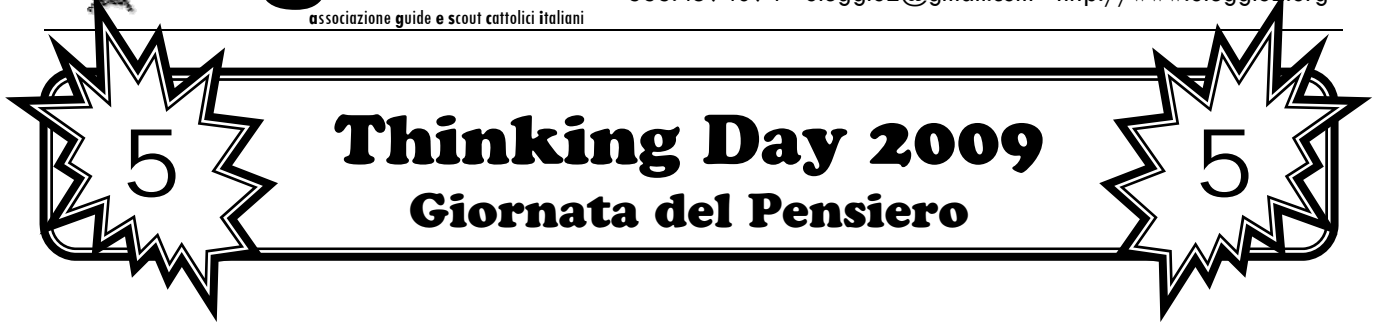 associazione guide e scout cattolici italiani
5
Thinking Day 2009
5
Giornata del Pensiero